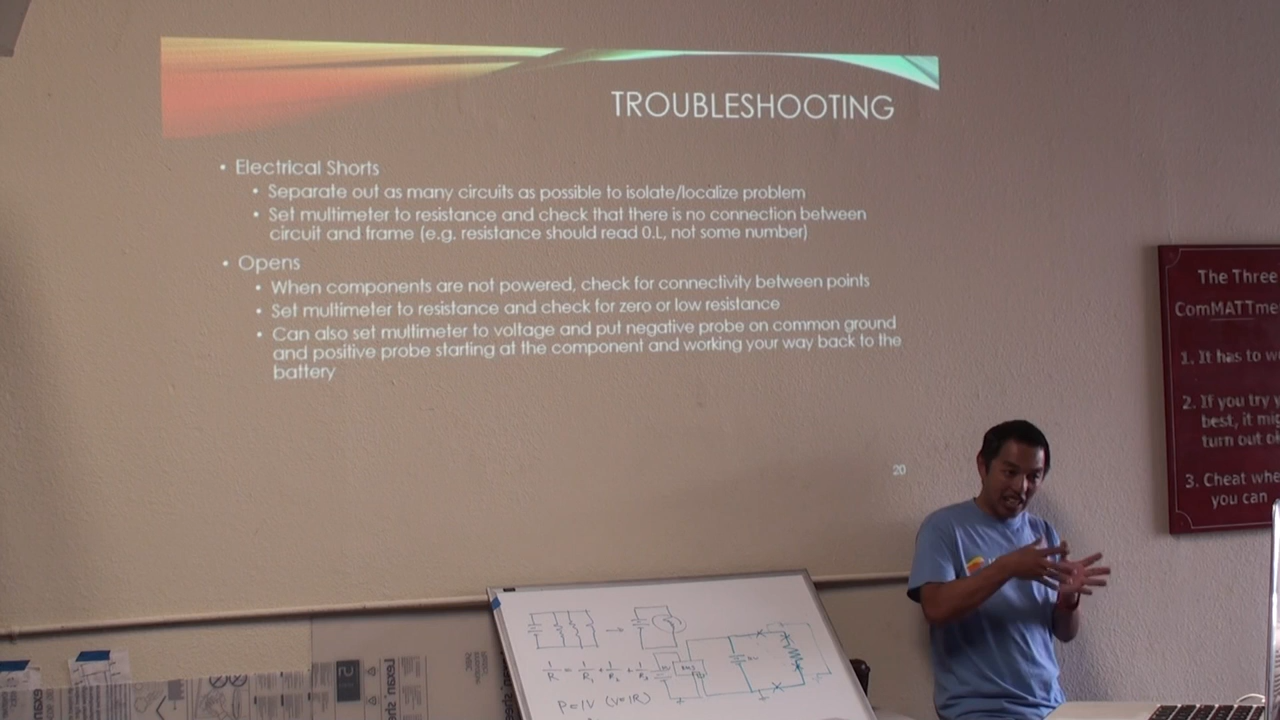 TROUBLESHOOTING
• Electrical Shorts
• Separate out as many circuits as possible to isolate/localize problem
• Set multimeter to resistance and check that there is no connection between
circuit and frame (e.g. resistance should read 0.L, not some number)
• Opens
• When components are not powered, check for connectivity between points
• Set multimeter to resistance and check for zero or low resistance
• Can also set multimeter to voltage and put negative probe on common ground
and positive probe starting at the component and working your way back to the
battery
20
The Three
ComMATTme
1. It has to w
2. If you try y
best, it mig
turn out o
3. Cheat whe
you can
P=IV (V=IR)
lexan